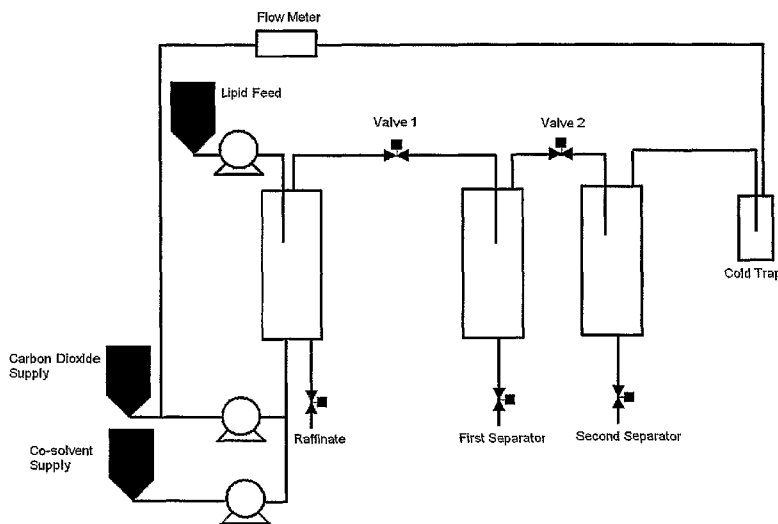 Flow Meter
Lipid Feed
Valve 1
Valve 2
Cold Trap
Carbon Dioxide
Supply
Raffinate
First Separator
Second Separator
Co-solvent
Supply